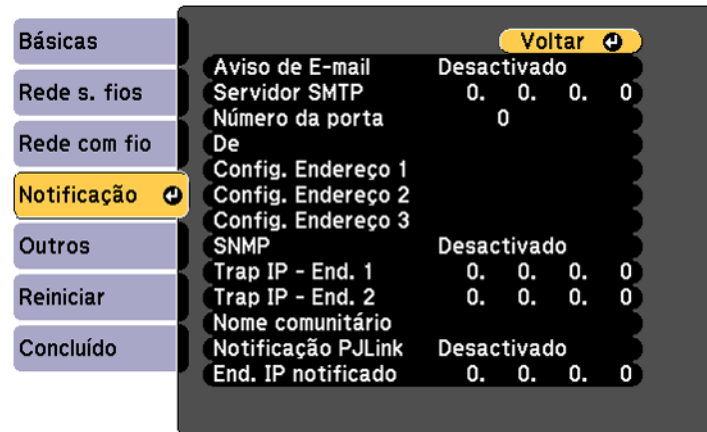 Básicas
Rede s. fios
Rede com fio
Notificação
Outros
Reiniciar
Concluído
Voltar
Aviso de E-mail Desactivado
Servidor SMTP 0. 0. 0. 0
Número da porta 0
De
Config. Endereço 1
Config. Endereço 2
Config. Endereço 3
SNMP Desactivado
Trap IP - End. 1 0. 0. 0. 0
Trap IP - End. 2 0. 0. 0. 0
Nome comunitário
Notificação PJLink Desactivado
End. IP notificado 0. 0. 0. 0